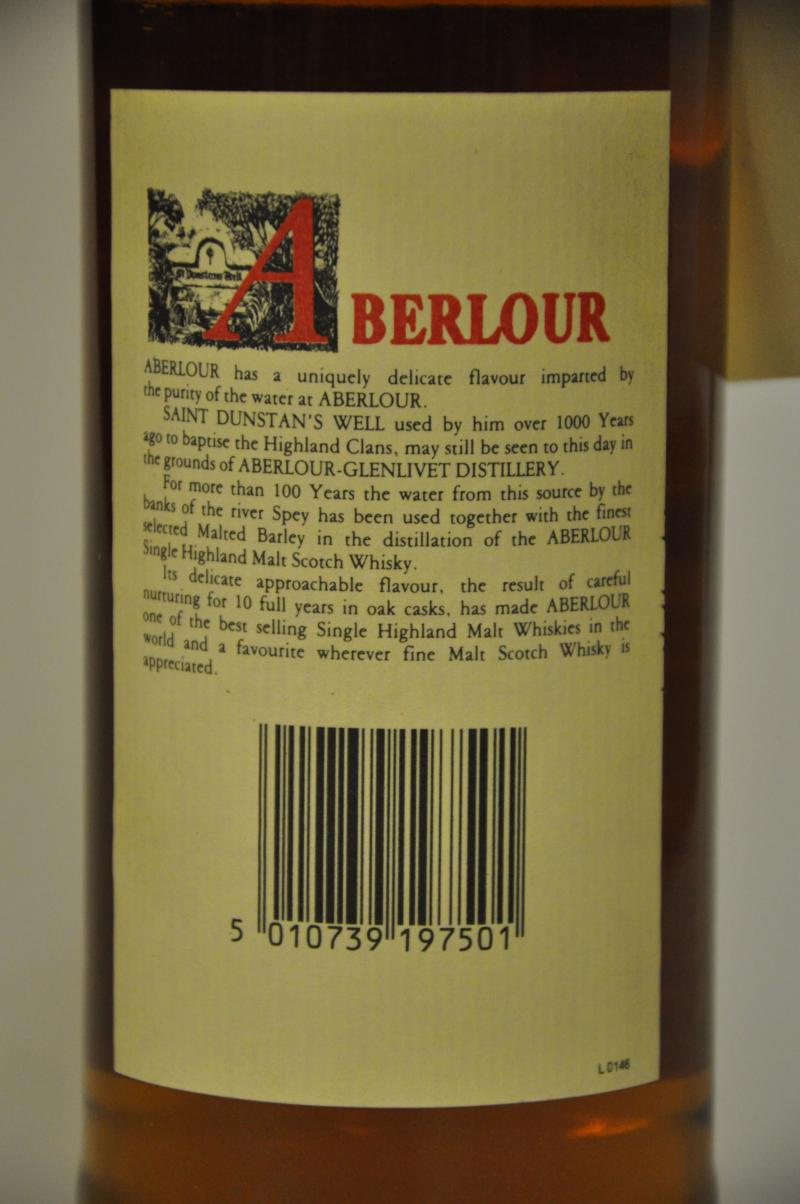 St Dunstans Well
ABERLOUR
ABERLOUR has a uniquely delicate flavour imparted by
the purity of the water at ABERLOUR.
SAINT DUNSTAN'S WELL used by him over 1000 Years
ago to baptise the Highland Clans, may still be seen to this day in
the grounds of ABERLOUR-GLENLIVET DISTILLERY.
For more than 100 Years the water from this source by the
banks of the river Spey has been used together with the finest
selected Malted Barley in the distillation of the ABERLOUR
Single Highland Malt Scotch Whisky.
Its delicate approachable flavour, the result of careful
nurturing for 10 full years in oak casks, has made ABERLOUR
one of the best selling Single Highland Malt Whiskies in the
world and a favourite wherever fine Malt Scotch Whisky is
appreciated.
5 010739 197501
L0146